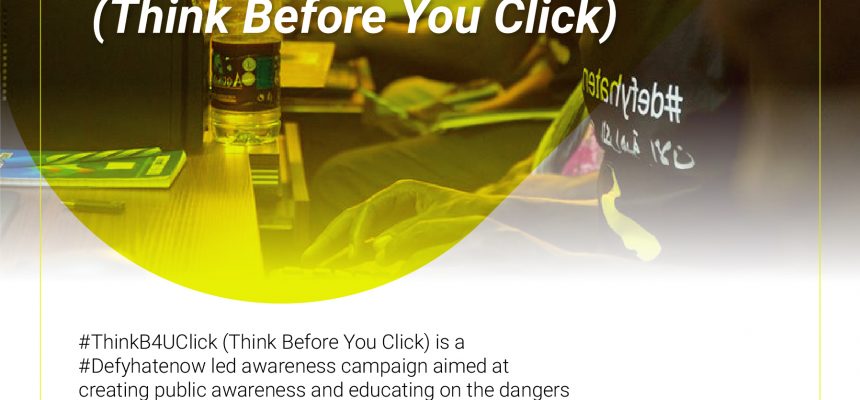 (Think Before You Click)
#defyhaten
#ThinkB4UClick (Think Before You Click) is a
#Defyhatenow led awareness campaign aimed at
creating public awareness and educating on the dangers